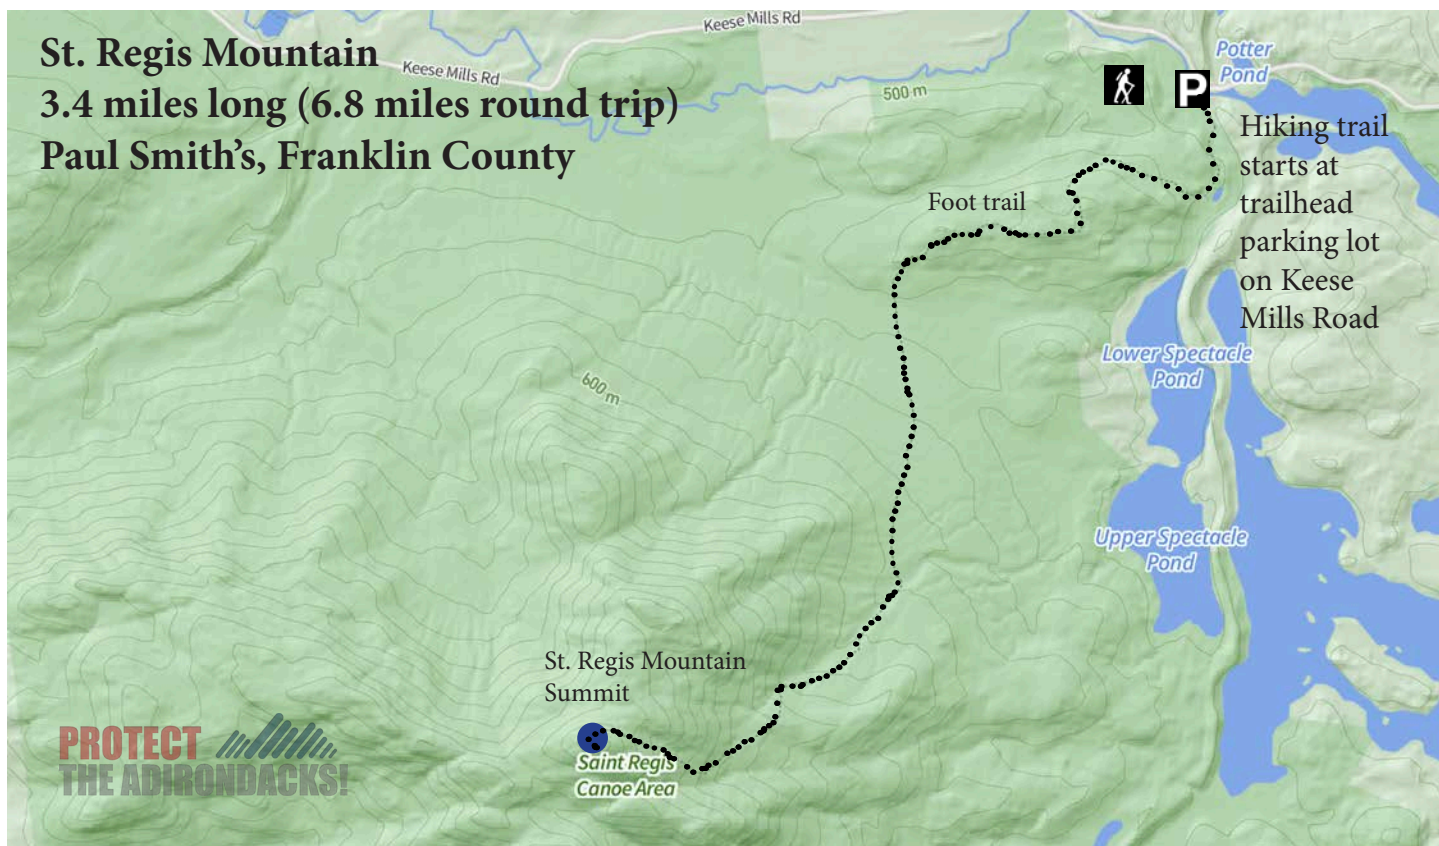 St. Regis Mountain
3.4 miles long (6.8 miles round trip)
Paul Smith's, Franklin County
Keese Mills Rd
Keese Mills Rd
500 m
Potter
Pond
P
Hiking trail
starts at
trailhead
parking lot
on Keese
Mills Road
Foot trail
Lower Spectacle
Pond
600 m
Upper Spectacle
Pond
St. Regis Mountain
Summit
Saint Regis
Canoe Area
PROTECT
THE ADIRONDACKS!